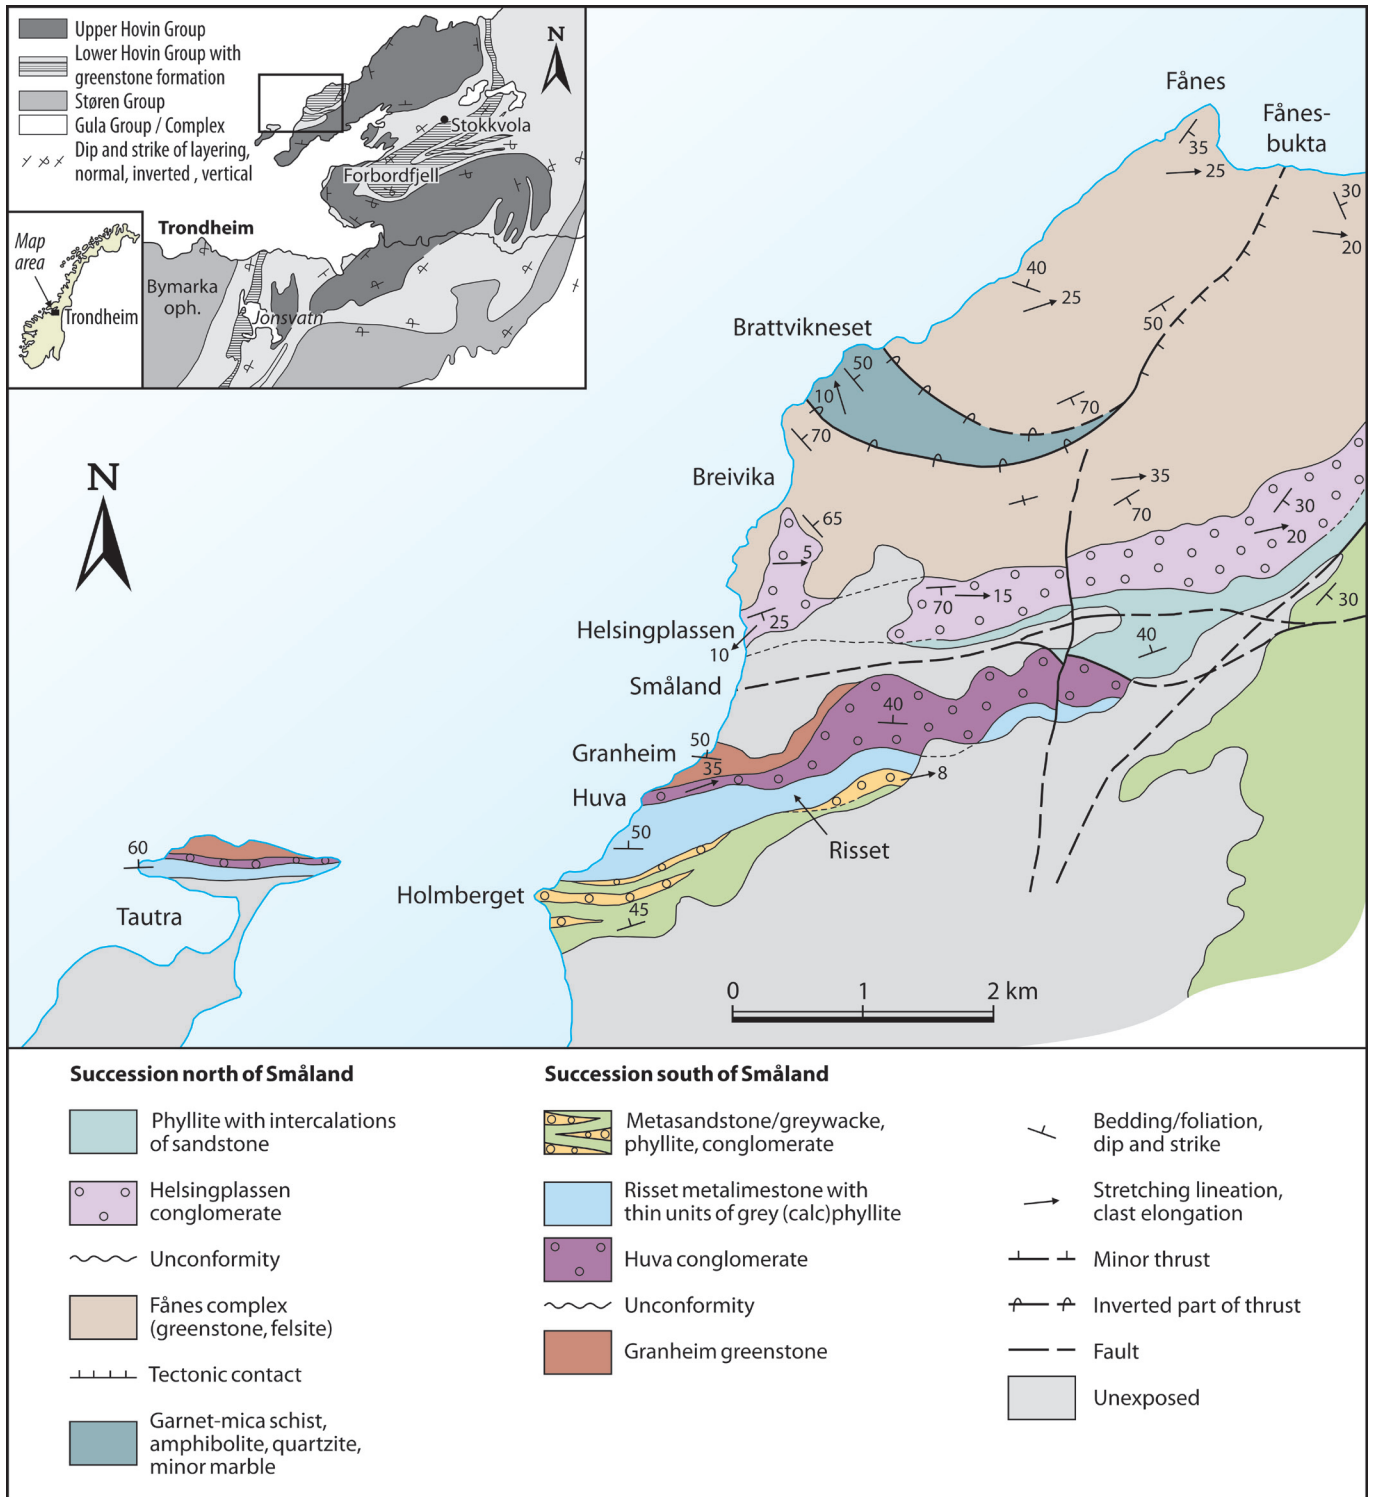 Upper Hovin Group
Lower Hovin Group with
greenstone formation
Støren Group
Gula Group / Complex
Dip and strike of layering,
normal, inverted , vertical
N
Stokkvola
Forbordfjell
Trondheim
Bymarka
oph.
Jonsvatn
Map
area
Trondheim
Fånes
Fånes-
bukta
35
25
30
20
40
25
50
Brattvikneset
50
10
70
70
Breivika
35
70
65
30
20
5
15
70
25
Helsingplassen
10
40
30
Småland
40
50
Granheim
35
Huva
8
50
Risset
60
Tautra
Holmberget
45
N
0 1 2 km
Succession north of Småland
Phyllite with intercalations
of sandstone
Helsingplassen
conglomerate
Unconformity
Fånes complex
(greenstone, felsite)
Tectonic contact
Garnet-mica schist,
amphibolite, quartzite,
minor marble
Succession south of Småland
Metasandstone/greywacke,
phyllite, conglomerate
Risset metalimestone with
thin units of grey (calc)phyllite
Huva conglomerate
Unconformity
Granheim greenstone
Bedding/foliation,
dip and strike
Stretching lineation,
clast elongation
Minor thrust
Inverted part of thrust
Fault
Unexposed